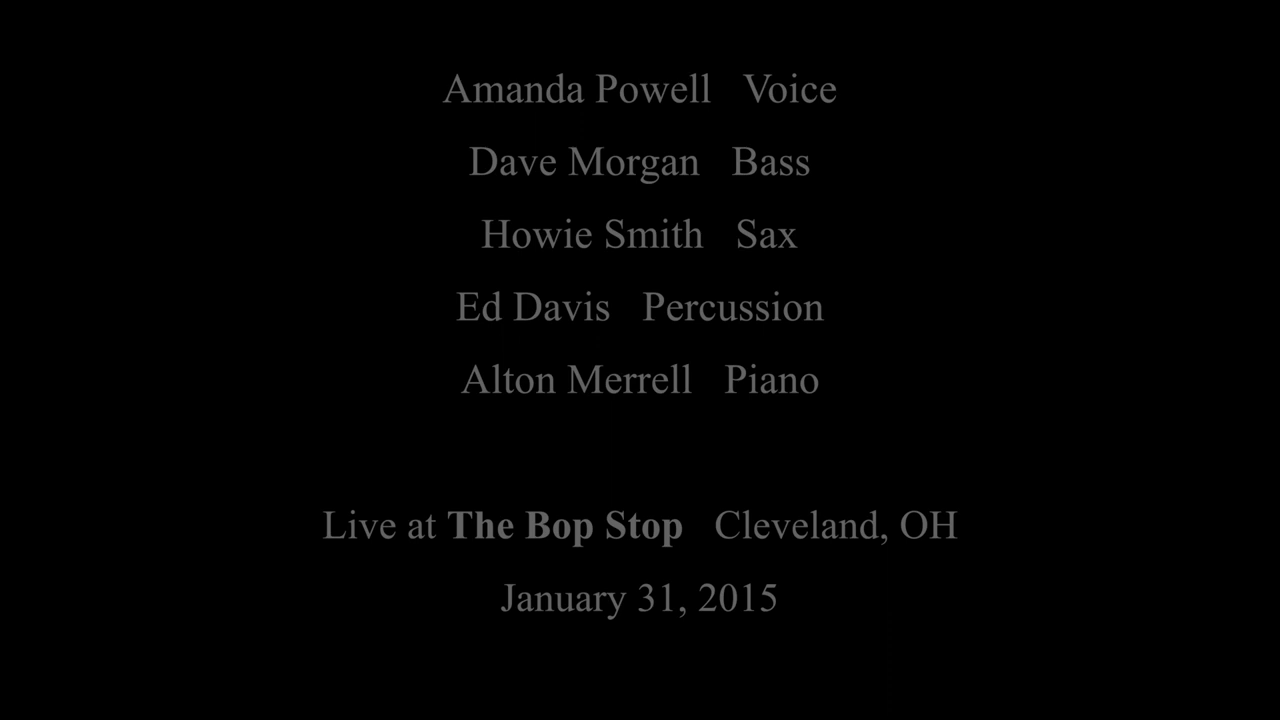 Amanda Powell   Voice
Dave Morgan   Bass
Howie Smith   Sax
Ed Davis   Percussion
Alton Merrell   Piano
Live at The Bop Stop   Cleveland, OH
January 31, 2015